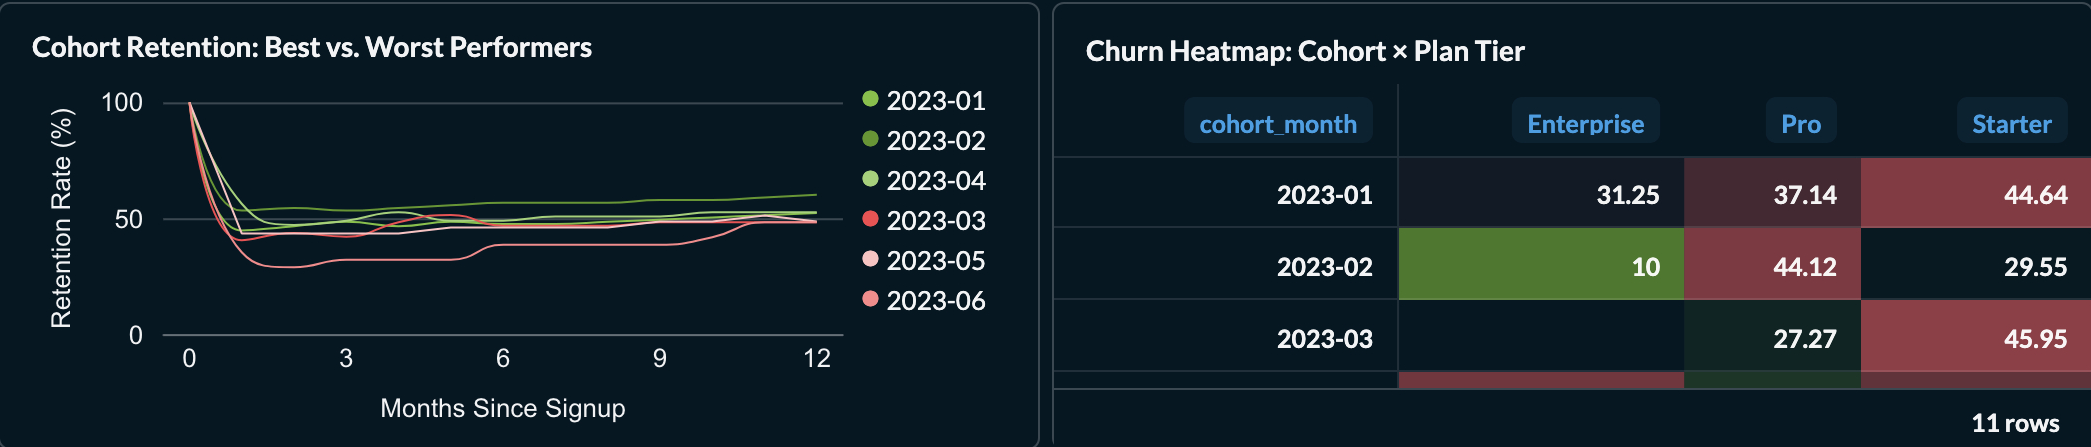 Cohort Retention: Best vs. Worst Performers
Retention Rate (%)
100
50
0
0 3 6 9 12
Months Since Signup
2023-01
2023-02
2023-04
2023-03
2023-05
2023-06
Churn Heatmap: Cohort × Plan Tier
cohort_month Enterprise Pro Starter
2023-01 31.25 37.14 44.64
2023-02 10 44.12 29.55
2023-03 27.27 45.95
11 rows